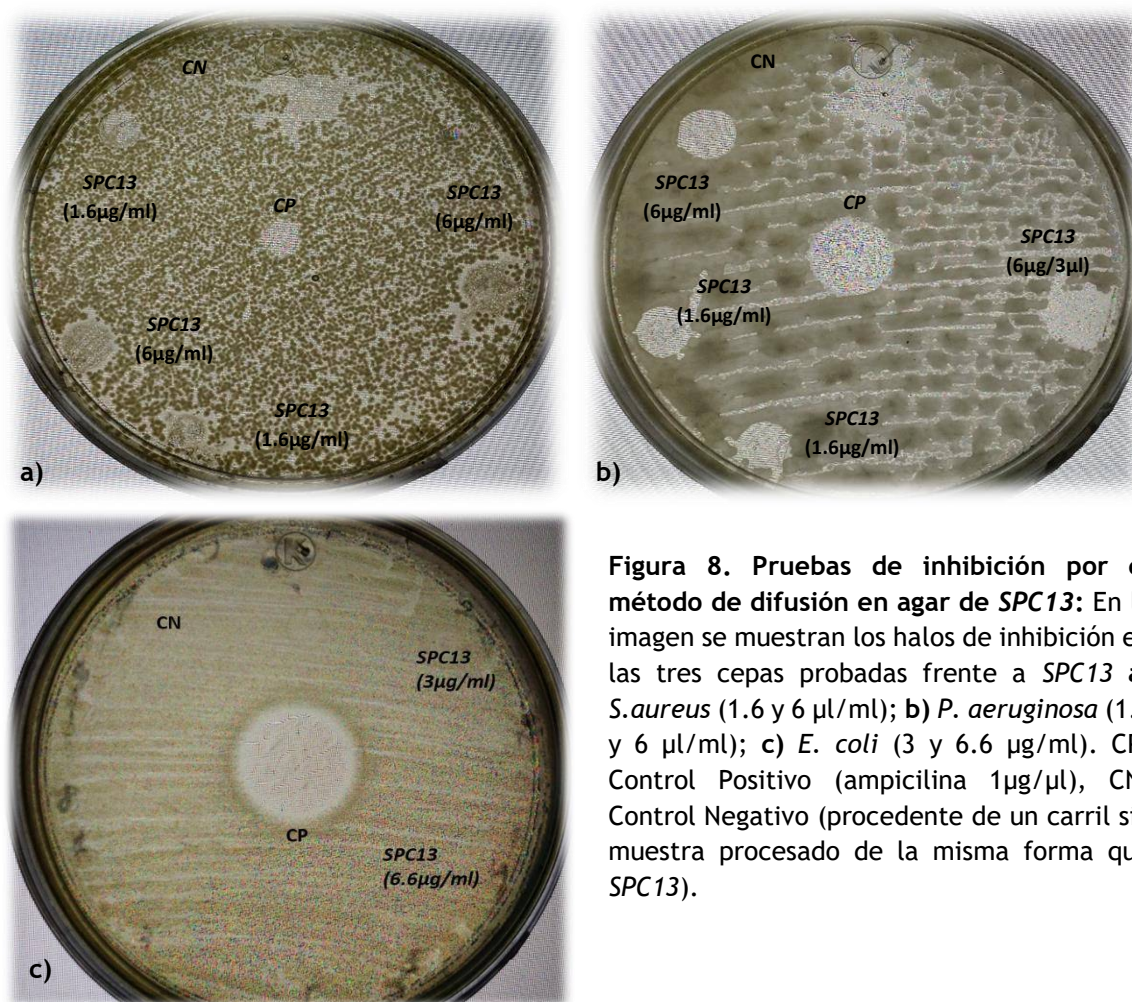 CN
SPC13
(1.6µg/ml)
CP
SPC13
(6µg/ml)
SPC13
(6µg/ml)
SPC13
(1.6µg/ml)
a)
CN
SPC13
(6µg/ml)
CP
SPC13
(6µg/3µl)
SPC13
(1.6µg/ml)
SPC13
(1.6µg/ml)
b)
CN
SPC13
(3µg/ml)
CP
SPC13
(6.6µg/ml)
c)
Figura 8. Pruebas de inhibición por e
método de difusión en agar de SPC13: En l
imagen se muestran los halos de inhibición e
las tres cepas probadas frente a SPC13 a
S.aureus (1.6 y 6 µl/ml); b) P. aeruginosa (1.
y 6 µl/ml); c) E. coli (3 y 6.6 µg/ml). CP
Control Positivo (ampicilina 1µg/µl), CN
Control Negativo (procedente de un carril s
muestra procesado de la misma forma qu
SPC13).